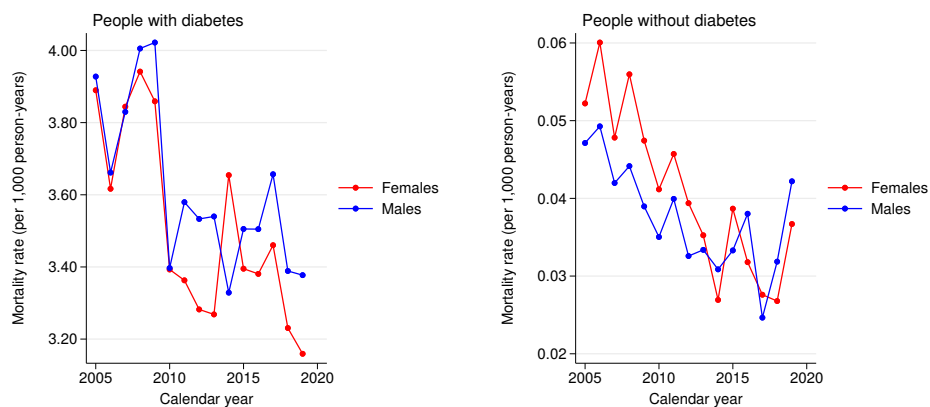 People with diabetes
4.00
3.80
3.60
3.40
3.20
Mortality rate (per 1,000 person-years)
2005 2010 2015 2020
Calendar year
Females
Males
People without diabetes
0.06
0.05
0.04
0.03
0.02
Mortality rate (per 1,000 person-years)
2005 2010 2015 2020
Calendar year
Females
Males